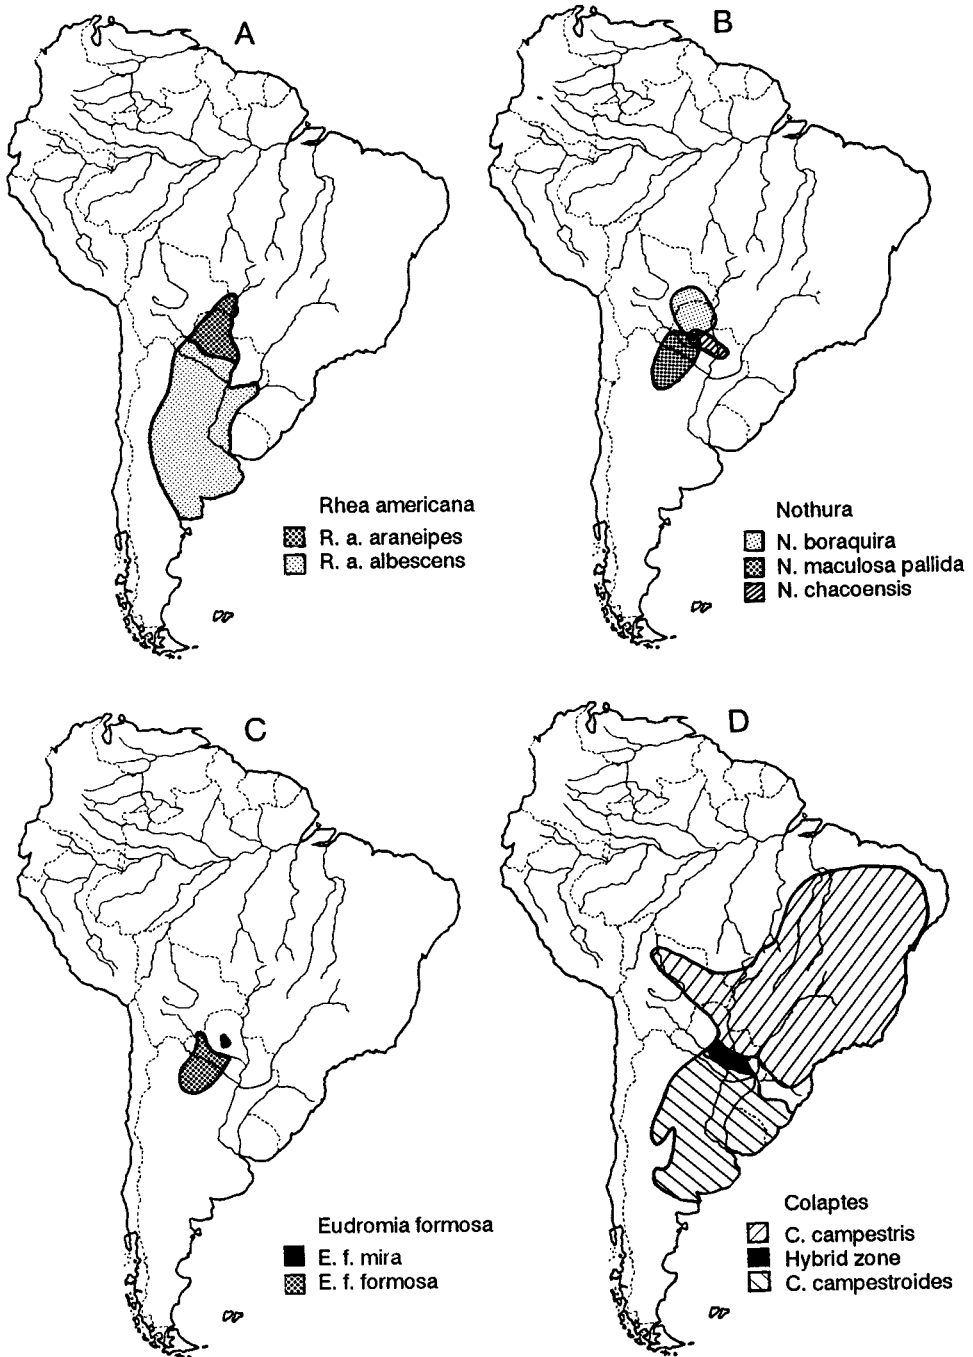 A
Rhea americana
R. a. araneipes
R. a. albescens
B
Nothura
N. boraquira
N. maculosa pallida
N. chacoensis
C
Eudromia formosa
E. f. mira
E. f. formosa
D
Colaptes
C. campestris
Hybrid zone
C. campestroides